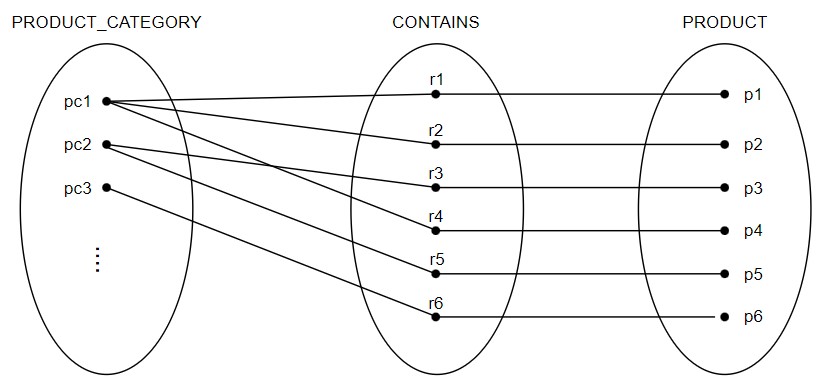 PRODUCT_CATEGORY CONTAINS PRODUCT
r1
pc1 p1
r2
pc2 p2
r3
pc3 p3
r4
p4
r5
p5
r6
p6